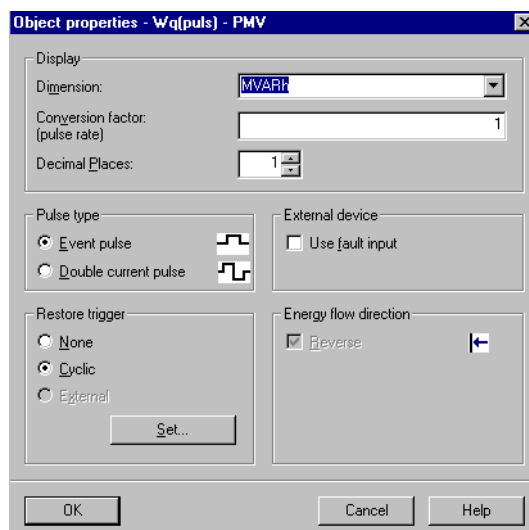 Object properties - Wq(puls) - PMV
Display
Dimension: MVARh
Conversion factor: 1
(pulse rate)
Decimal Places: 1
Pulse type
Event pulse
Double current pulse
External device
Use fault input
Restore trigger
None
Cyclic
External
Set...
Energy flow direction
Reverse
OK Cancel Help